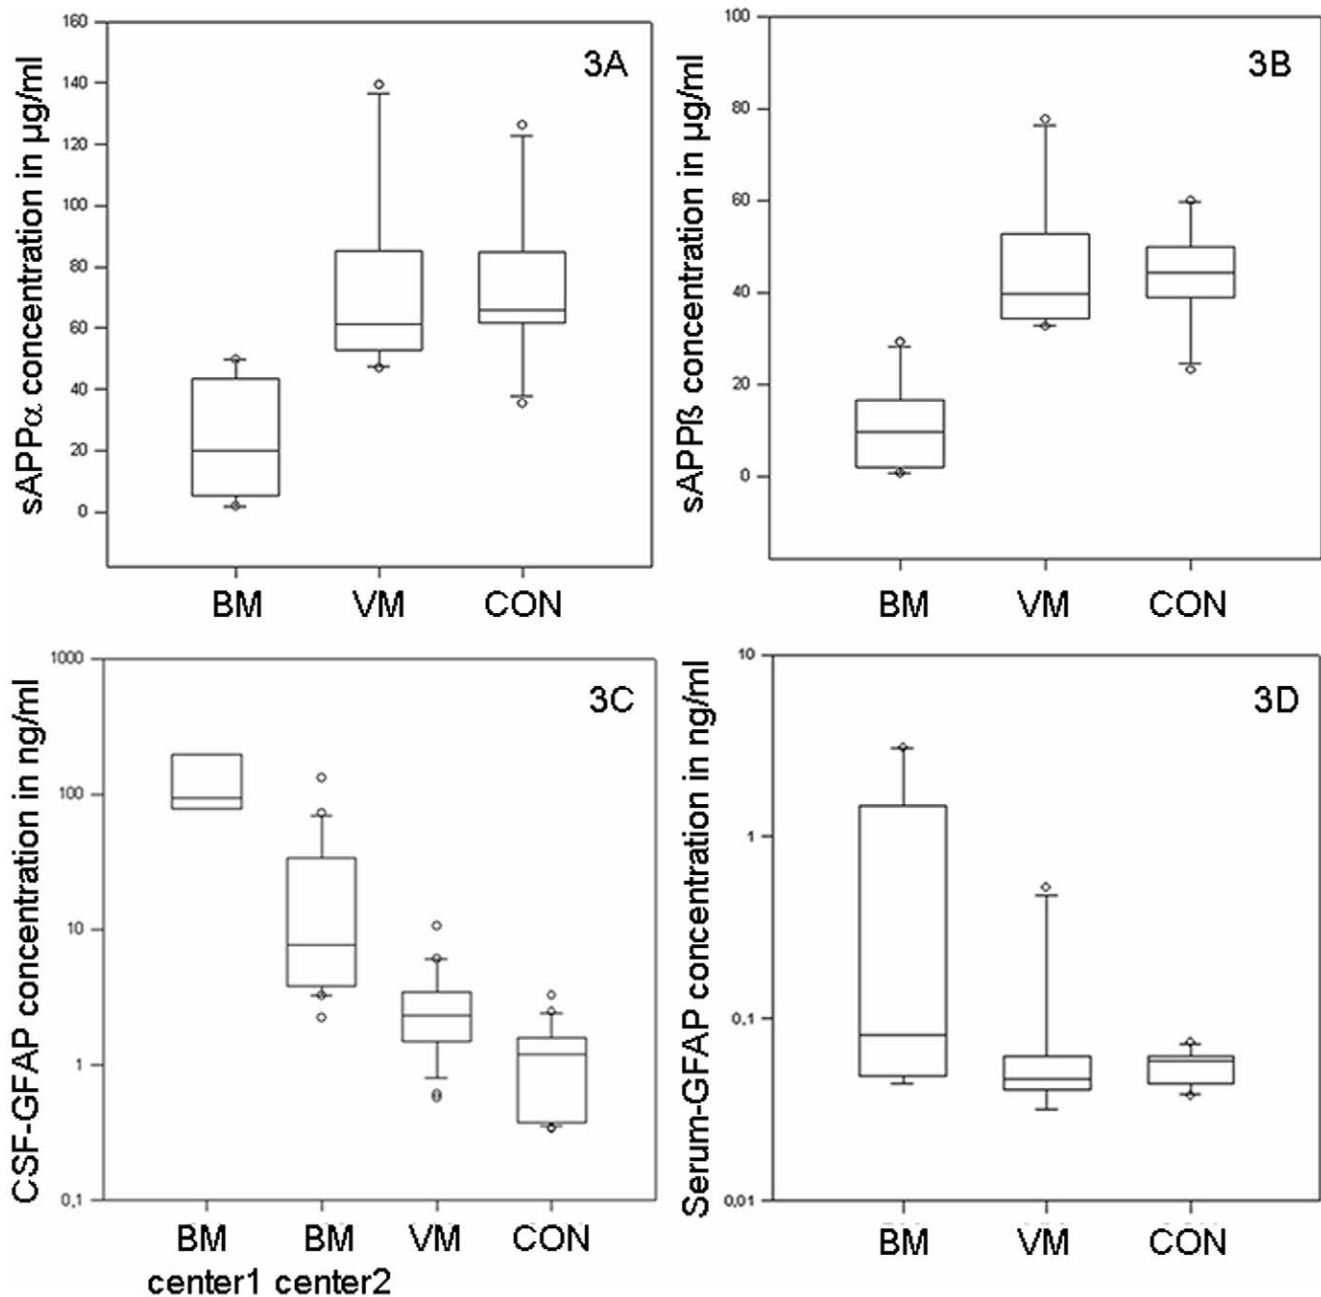 3A
sAPPα concentration in µg/ml
160
140
120
100
80
60
40
20
0
BM VM CON
3B
sAPPß concentration in µg/ml
100
80
60
40
20
0
BM VM CON
3C
CSF-GFAP concentration in ng/ml
1000
100
10
1
0,1
BM BM VM CON
center1 center2
3D
Serum-GFAP concentration in ng/ml
10
1
0,1
0,01
BM VM CON